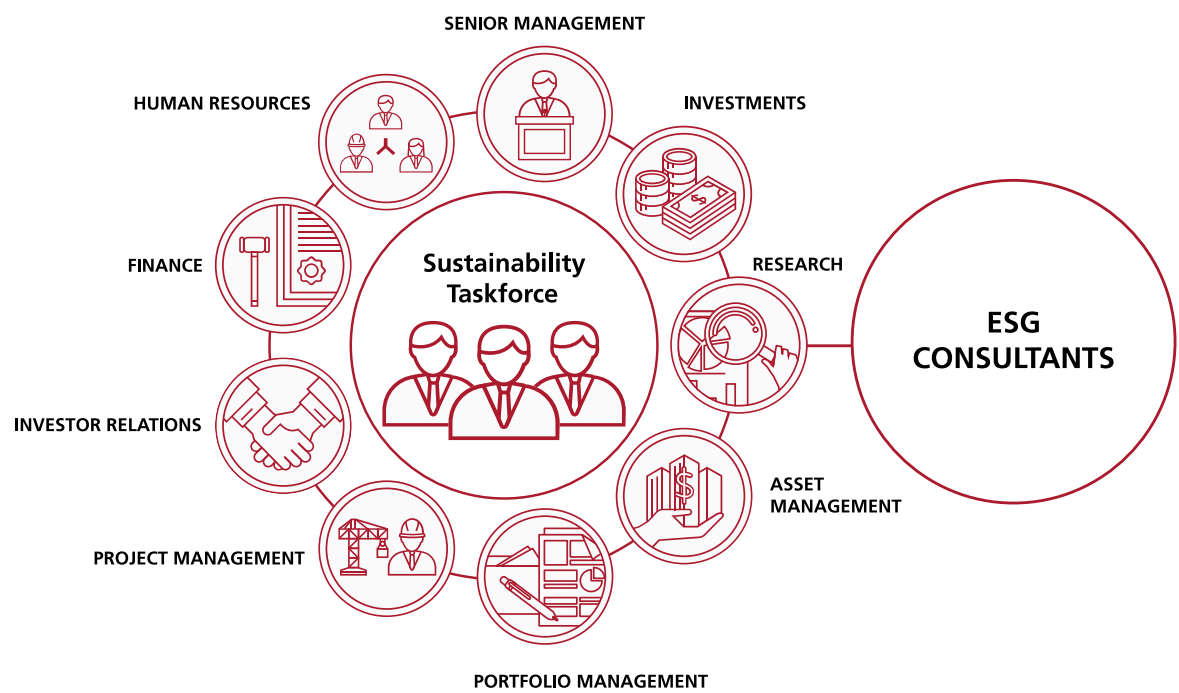 SENIOR MANAGEMENT
HUMAN RESOURCES
INVESTMENTS
Sustainability
Taskforce
FINANCE
RESEARCH
ESG
CONSULTANTS
INVESTOR RELATIONS
ASSET
MANAGEMENT
PROJECT MANAGEMENT
PORTFOLIO MANAGEMENT